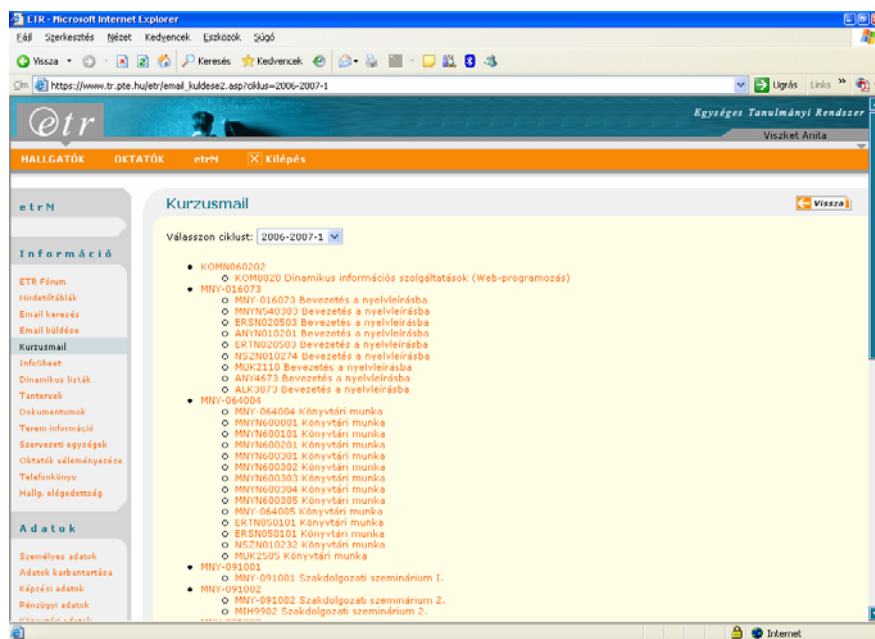 ETR - Microsoft Internet Explorer
Fájl Szerkesztés Nézet Kedvencek Eszközök Súgó
Vissza Keresés Kedvencek
Cím https://www.tr.pte.hu/etr/email_kuldese2.asp?ciklus=2006-2007-1 Ugrás Links »
etr
Egységes Tanulmányi Rendszer
Viszket Anita
HALLGATÓK OKTATÓK etrM Kilépés
etrM
Információ
ETR Fórum
Hirdetőtáblák
Email keresés
Email küldése
Kurzusmail
InfoSheet
Dinamikus listák
Tantervek
Dokumentumok
Terem információ
Szervezeti egységek
Oktatók véleményezése
Telefonkönyv
Hallg. elégedettség
Adatok
Személyes adatok
Adatok karbantartása
Képzési adatok
Pénzügyi adatok
Kurzusmail
Vissza
Válasszon ciklust: 2006-2007-1
KOMN060202
KOM0020 Dinamikus információs szolgáltatások (Web-programozás)
MNY-016073
MNY-016073 Bevezetés a nyelvleírásba
MNYN540303 Bevezetés a nyelvleírásba
ERSN020503 Bevezetés a nyelvleírásba
ANYN010201 Bevezetés a nyelvleírásba
ERTN020503 Bevezetés a nyelvleírásba
NSZN010274 Bevezetés a nyelvleírásba
MUK2110 Bevezetés a nyelvleírásba
ANY4673 Bevezetés a nyelvleírásba
ALK3073 Bevezetés a nyelvleírásba
MNY-064004
MNY-064004 Könyvtári munka
MNYN600001 Könyvtári munka
MNYN600101 Könyvtári munka
MNYN600201 Könyvtári munka
MNYN600301 Könyvtári munka
MNYN600302 Könyvtári munka
MNYN600303 Könyvtári munka
MNYN600304 Könyvtári munka
MNYN600305 Könyvtári munka
MNY-064005 Könyvtári munka
ERTN050101 Könyvtári munka
ERSN050101 Könyvtári munka
NSZN010232 Könyvtári munka
MUK2505 Könyvtári munka
MNY-091001
MNY-091001 Szakdolgozati szeminárium I.
MNY-091002
MNY-091002 Szakdolgozati szeminárium 2.
MIH9902 Szakdolgozati szeminárium 2.
Internet